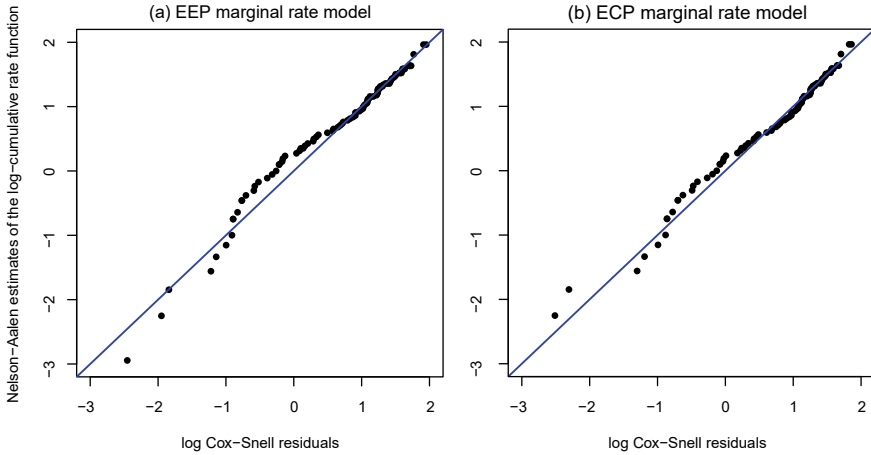 (a) EEP marginal rate model
(b) ECP marginal rate model
Nelson−Aalen estimates of the log−cumulative rate function
2
1
0
−1
−2
−3
2
1
0
−1
−2
−3
−3 −2 −1 0 1 2
−3 −2 −1 0 1 2
log Cox−Snell residuals
log Cox−Snell residuals